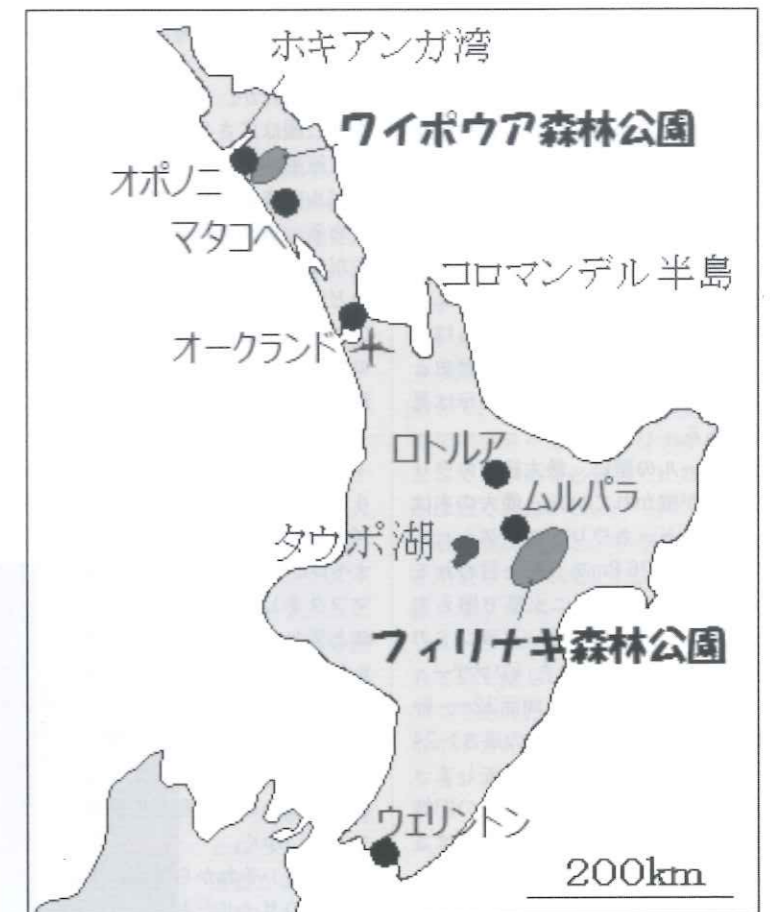 ホキアンガ湾
ワイポウア森林公園
オポノニ
マタコヘ
コロマンデル半島
オークランド
ロトルア
ムルパラ
タウポ湖
フィリナキ森林公園
ウェリントン
200km